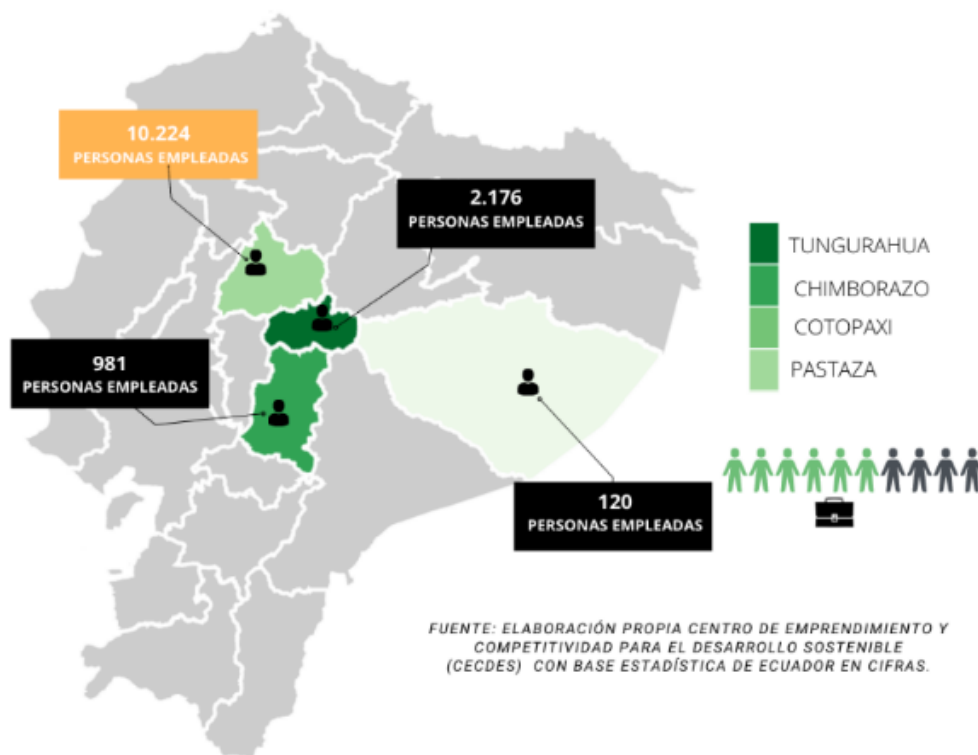 10.224
PERSONAS EMPLEADAS
2.176
PERSONAS EMPLEADAS
981
PERSONAS EMPLEADAS
120
PERSONAS EMPLEADAS
TUNGURAHUA
CHIMBORAZO
COTOPAXI
PASTAZA
FUENTE: ELABORACIÓN PROPIA CENTRO DE EMPRENDIMIENTO Y
COMPETITIVIDAD PARA EL DESARROLLO SOSTENIBLE
(CECDES) CON BASE ESTADÍSTICA DE ECUADOR EN CIFRAS.